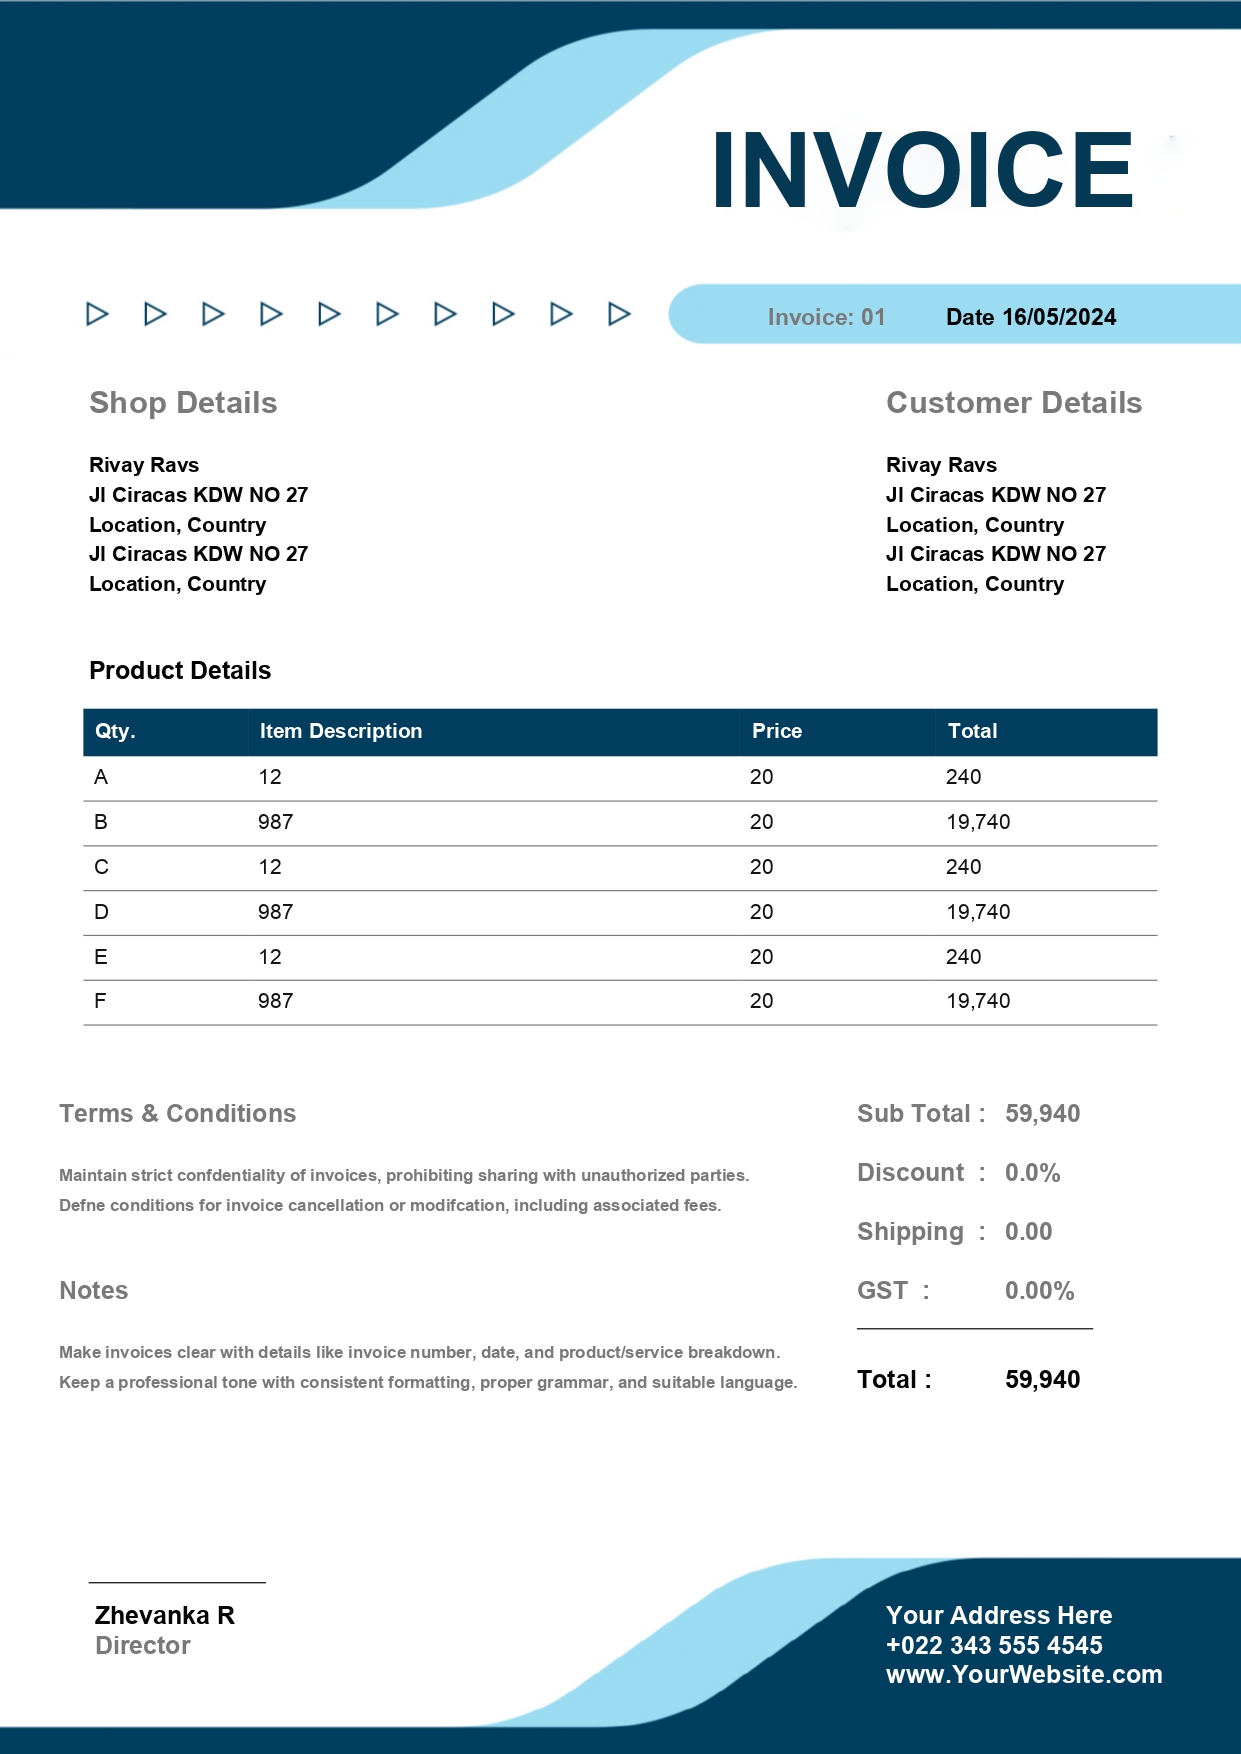 INVOICE
Invoice: 01 Date 16/05/2024
Shop Details
Rivay Ravs
Jl Ciracas KDW NO 27
Location, Country
Jl Ciracas KDW NO 27
Location, Country
Customer Details
Rivay Ravs
Jl Ciracas KDW NO 27
Location, Country
Jl Ciracas KDW NO 27
Location, Country
Product Details
Qty. Item Description Price Total
A 12 20 240
B 987 20 19,740
C 12 20 240
D 987 20 19,740
E 12 20 240
F 987 20 19,740
Terms & Conditions
Maintain strict confdentiality of invoices, prohibiting sharing with unauthorized parties.
Defne conditions for invoice cancellation or modifcation, including associated fees.
Notes
Make invoices clear with details like invoice number, date, and product/service breakdown.
Keep a professional tone with consistent formatting, proper grammar, and suitable language.
Sub Total : 59,940
Discount : 0.0%
Shipping : 0.00
GST : 0.00%
Total : 59,940
Zhevanka R
Director
Your Address Here
+022 343 555 4545
www.YourWebsite.com